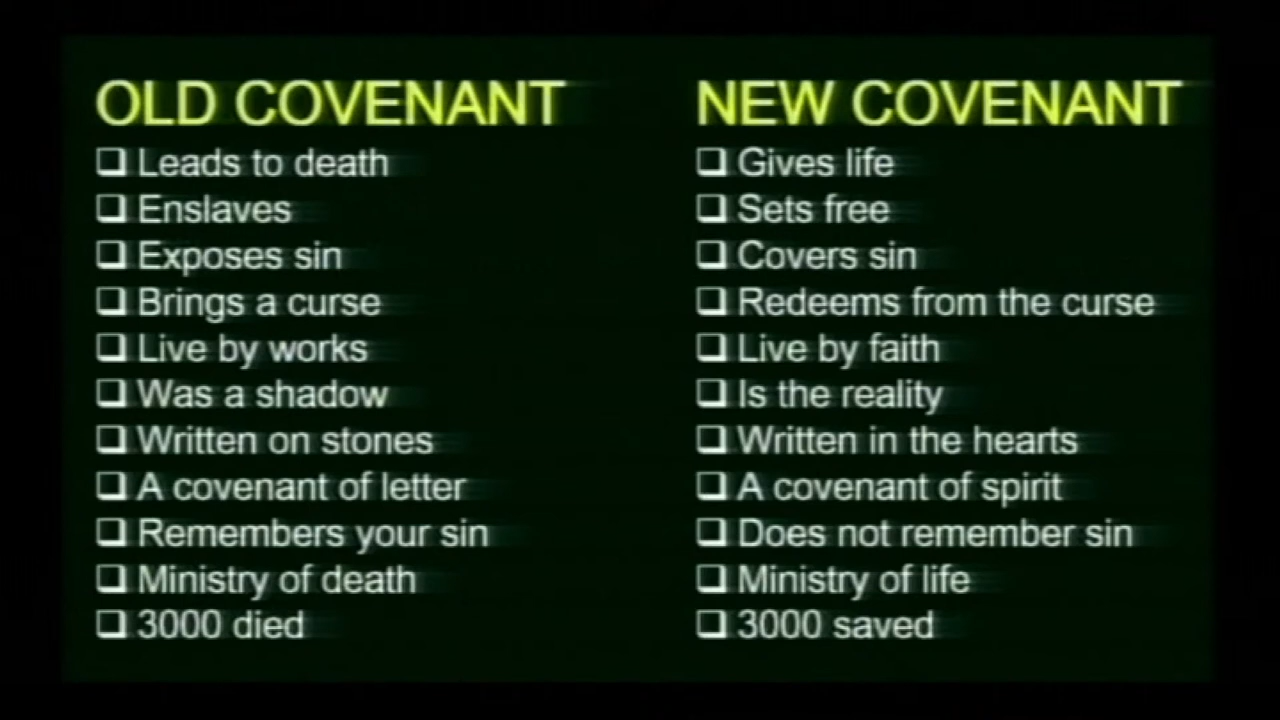 OLD COVENANT
❑ Leads to death
❑ Enslaves
❑ Exposes sin
❑ Brings a curse
❑ Live by works
❑ Was a shadow
❑ Written on stones
❑ A covenant of letter
❑ Remembers your sin
❑ Ministry of death
❑ 3000 died
NEW COVENANT
❑ Gives life
❑ Sets free
❑ Covers sin
❑ Redeems from the curse
❑ Live by faith
❑ Is the reality
❑ Written in the hearts
❑ A covenant of spirit
❑ Does not remember sin
❑ Ministry of life
❑ 3000 saved